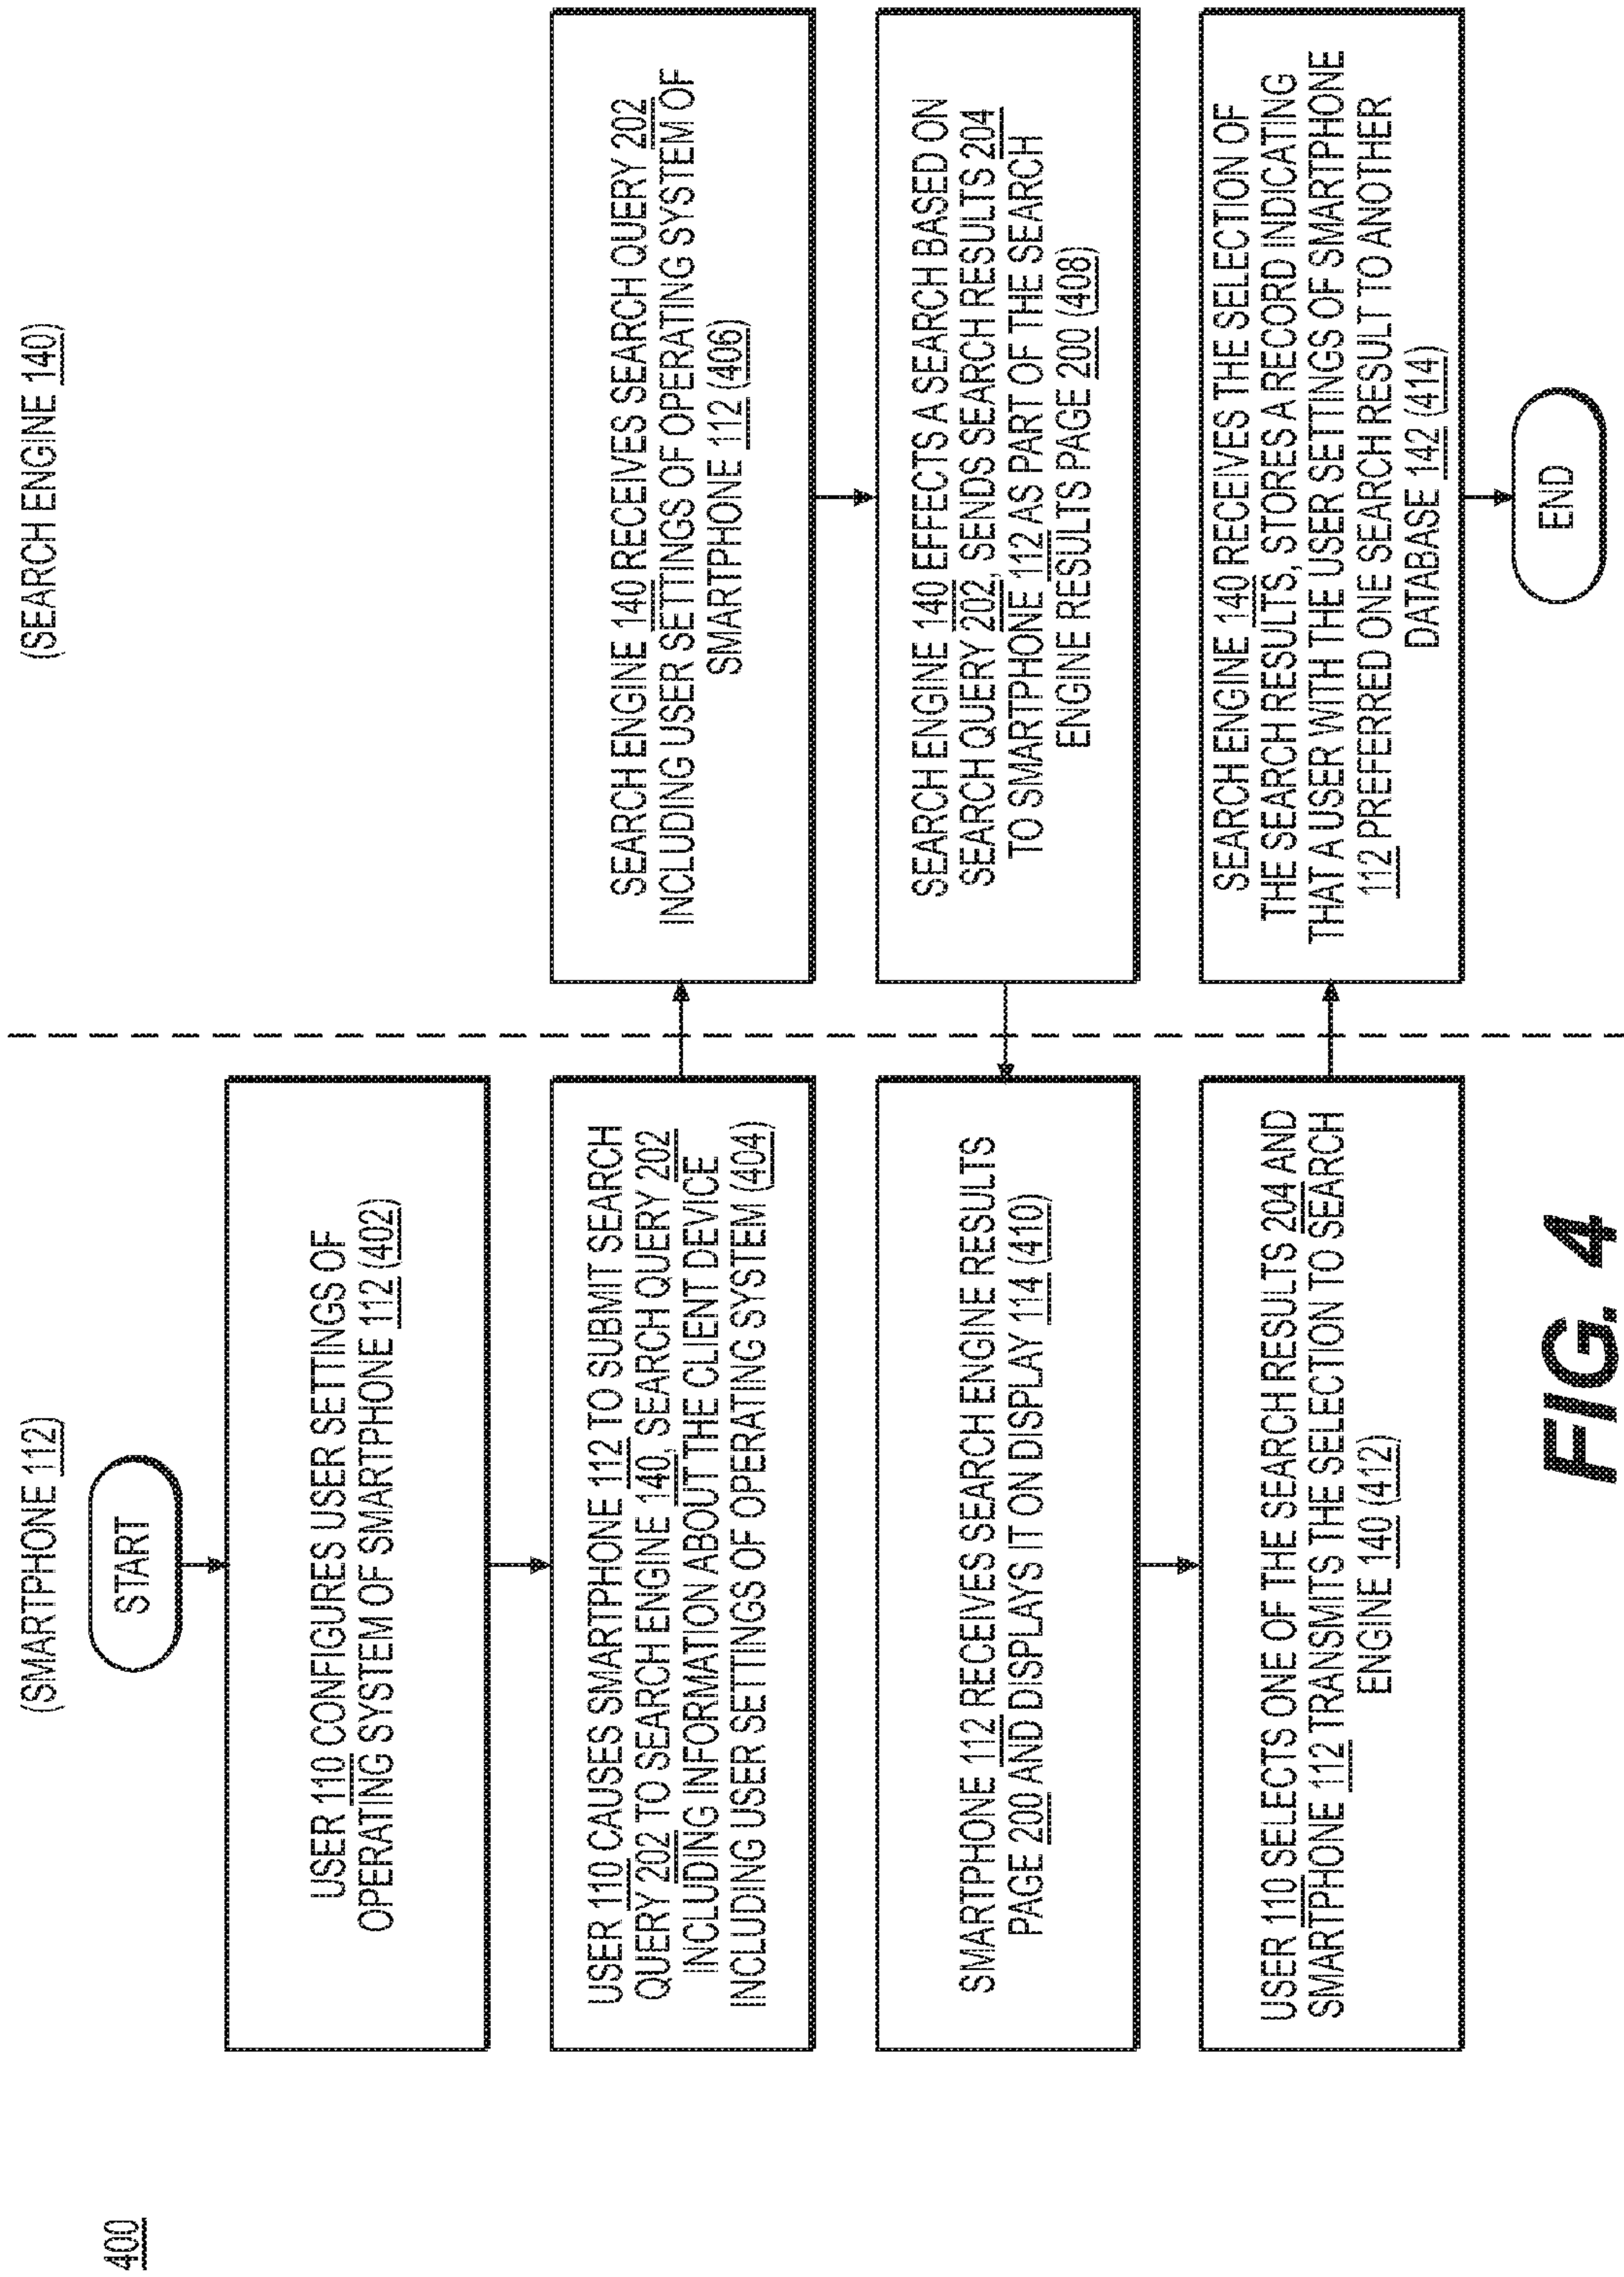 400
(SMARTPHONE 112)
(SEARCH ENGINE 140)
START
USER 110 CONFIGURES USER SETTINGS OF
OPERATING SYSTEM OF SMARTPHONE 112 (402)
USER 110 CAUSES SMARTPHONE 112 TO SUBMIT SEARCH
QUERY 202 TO SEARCH ENGINE 140, SEARCH QUERY 202
INCLUDING INFORMATION ABOUT THE CLIENT DEVICE
INCLUDING USER SETTINGS OF OPERATING SYSTEM (404)
SEARCH ENGINE 140 RECEIVES SEARCH QUERY 202
INCLUDING USER SETTINGS OF OPERATING SYSTEM OF
SMARTPHONE 112 (406)
SEARCH ENGINE 140 EFFECTS A SEARCH BASED ON
SEARCH QUERY 202, SENDS SEARCH RESULTS 204
TO SMARTPHONE 112 AS PART OF THE SEARCH
ENGINE RESULTS PAGE 200 (408)
SMARTPHONE 112 RECEIVES SEARCH ENGINE RESULTS
PAGE 200 AND DISPLAYS IT ON DISPLAY 114 (410)
USER 110 SELECTS ONE OF THE SEARCH RESULTS 204 AND
SMARTPHONE 112 TRANSMITS THE SELECTION TO SEARCH
ENGINE 140 (412)
SEARCH ENGINE 140 RECEIVES THE SELECTION OF
THE SEARCH RESULTS, STORES A RECORD INDICATING
THAT A USER WITH THE USER SETTINGS OF SMARTPHONE
112 PREFERRED ONE SEARCH RESULT TO ANOTHER
DATABASE 142 (414)
END
FIG. 4